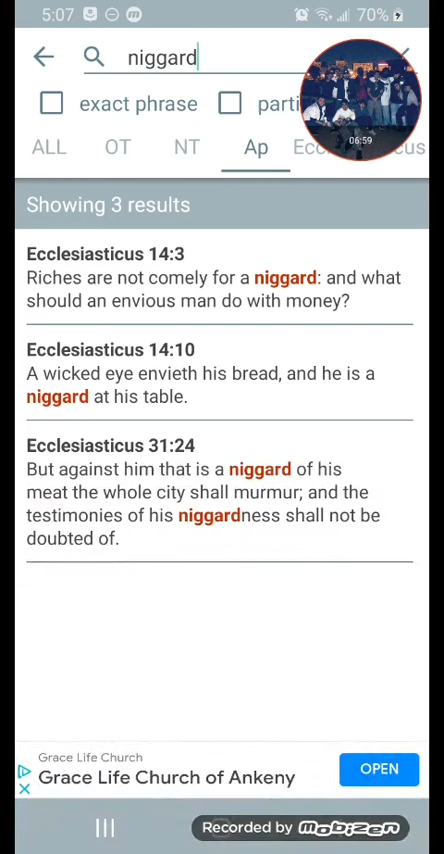 5:07
70%
niggard
exact phrase
parti
06:59
ALL OT NT Ap Ecc cus
Showing 3 results
Ecclesiasticus 14:3
Riches are not comely for a niggard: and what
should an envious man do with money?
Ecclesiasticus 14:10
A wicked eye envieth his bread, and he is a
niggard at his table.
Ecclesiasticus 31:24
But against him that is a niggard of his
meat the whole city shall murmur; and the
testimonies of his niggardness shall not be
doubted of.
Grace Life Church
Grace Life Church of Ankeny
OPEN
Recorded by Mobizen